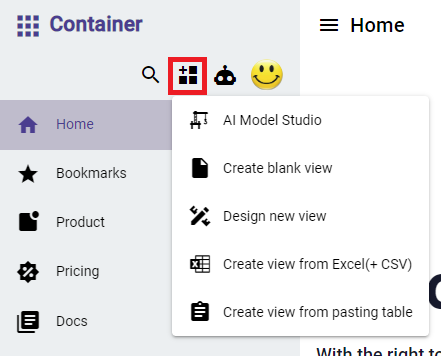 Container
Home
Home
Bookmarks
Product
Pricing
Docs
AI Model Studio
Create blank view
Design new view
Create view from Excel(+ CSV)
Create view from pasting table
With the right to